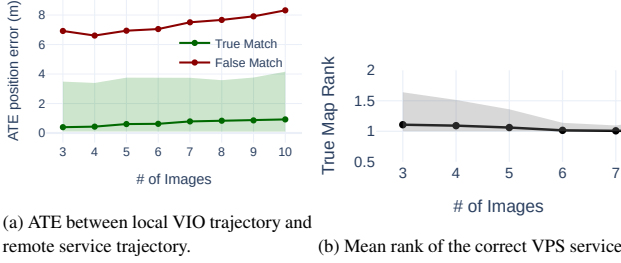 ATE position error (m)
8
6
4
2
0
True Match
False Match
3 4 5 6 7 8 9 10
# of Images
(a) ATE between local VIO trajectory and
remote service trajectory.
True Map Rank
2
1.5
1
0.5
3 4 5 6 7
# of Images
(b) Mean rank of the correct VPS service